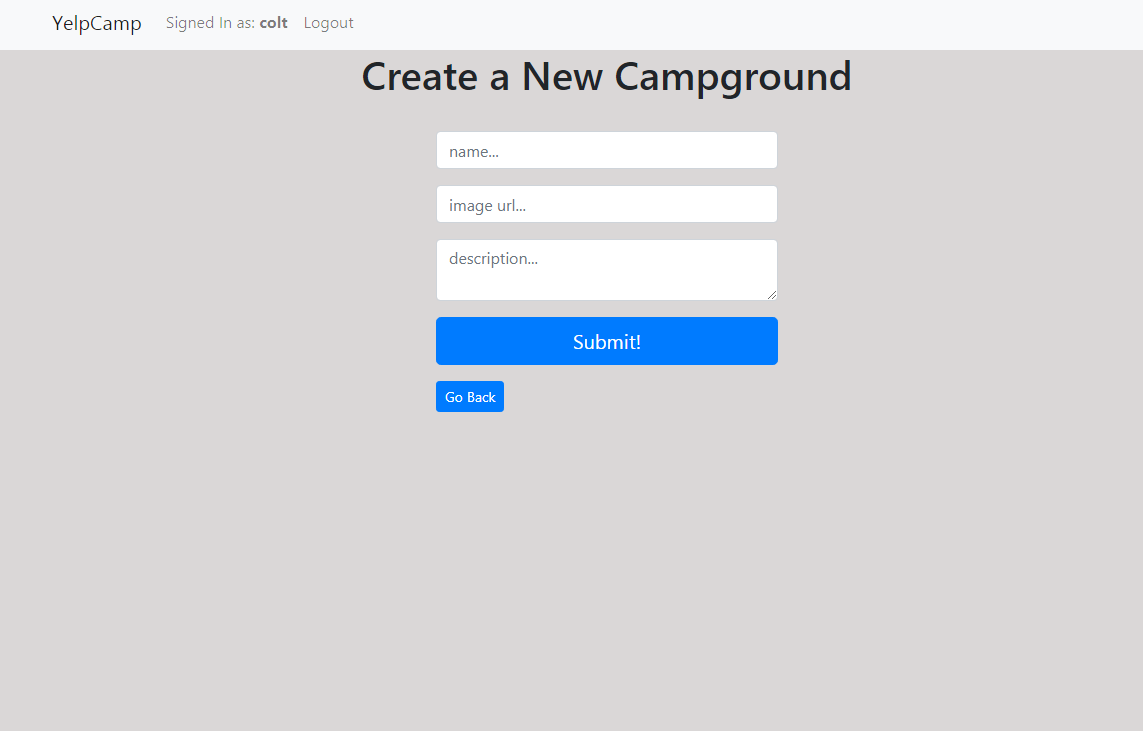 YelpCamp Signed In as: colt Logout
Create a New Campground
name...
image url...
description...
Submit!
Go Back